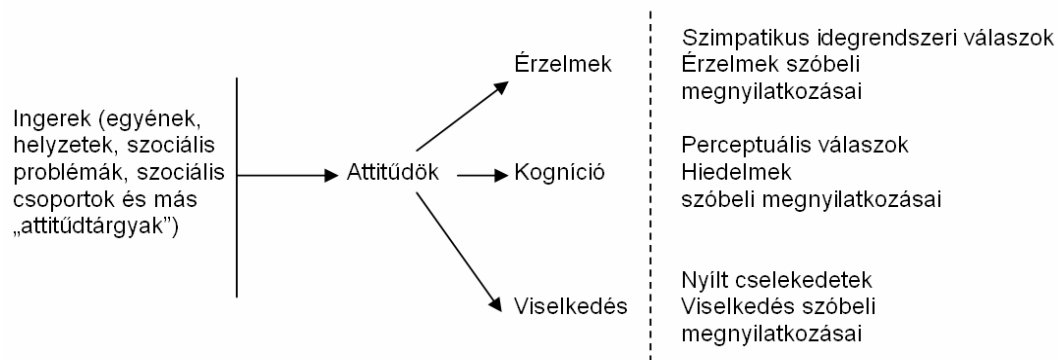 Ingerek (egyének,
helyzetek, szociális
problémák, szociális
csoportok és más
„attitűdtárgyak”)
Attitűdök
Érzelmek
Kogníció
Viselkedés
Szimpatikus idegrendszeri válaszok
Érzelmek szóbeli
megnyilatkozásai
Perceptuális válaszok
Hiedelmek
szóbeli megnyilatkozásai
Nyílt cselekedetek
Viselkedés szóbeli
megnyilatkozásai